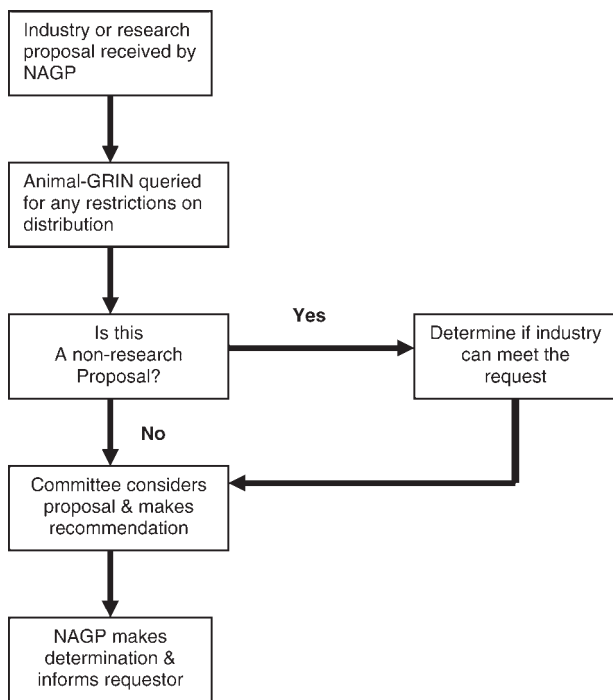 Industry or research
proposal received by
NAGP
Animal-GRIN queried
for any restrictions on
distribution
Is this
A non-research
Proposal?
Yes
Determine if industry
can meet the
request
No
Committee considers
proposal & makes
recommendation
NAGP makes
determination &
informs requestor